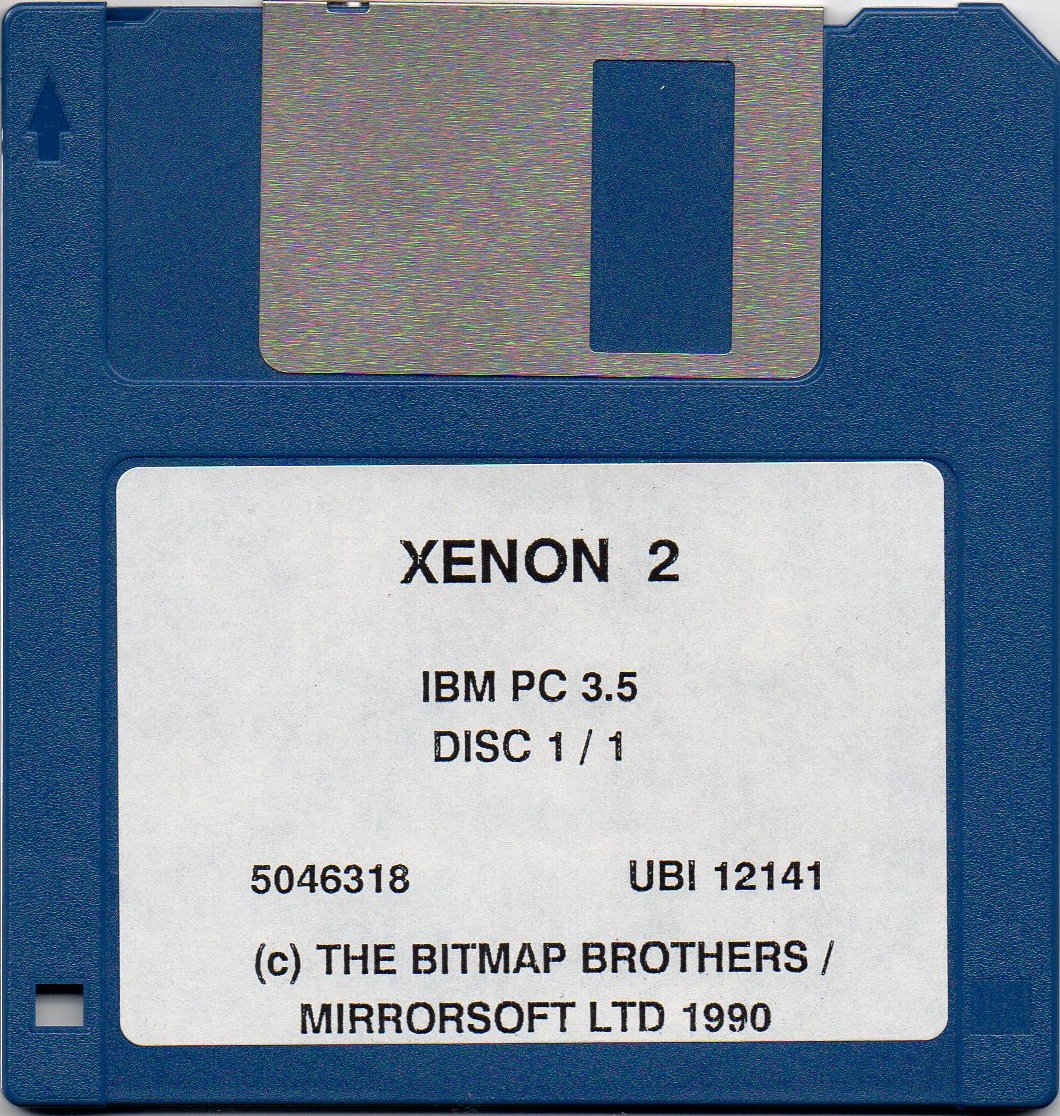 XENON 2
IBM PC 3.5
DISC 1 / 1
5046318 UBI 12141
(c) THE BITMAP BROTHERS /
MIRRORSOFT LTD 1990